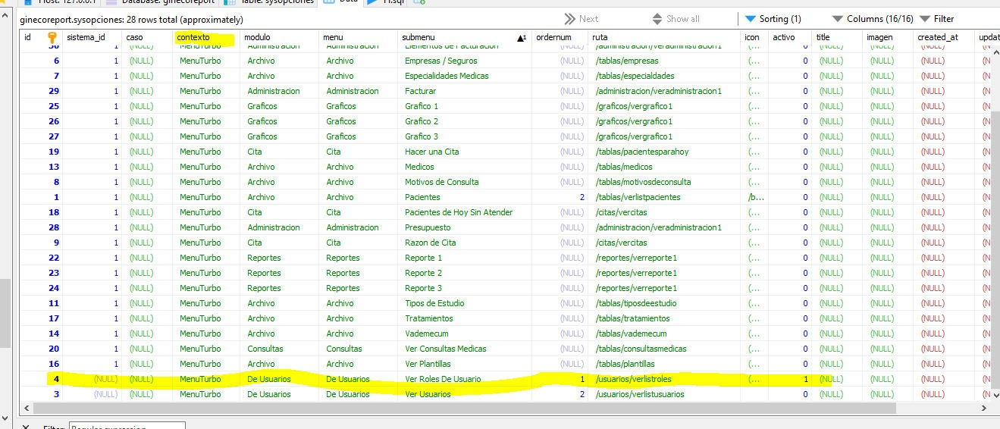 Host: 127.0.0.1 Database: ginecoreport Table: sysopciones Data
ginecoreport.sysopciones: 28 rows total (approximately) Next Show all Sorting (1) Columns (16/16) Filter
id sistema_id caso contexto modulo menu submenu 1 ordernum ruta icon activo title imagen created_at updat
30 1 (NULL) MenuTurbo Administracion Administracion Elementos de Facturacion (NULL) /administracion/veradministracion1 (... 0 (NULL) (NULL) (NULL) (N
6 1 (NULL) MenuTurbo Archivo Archivo Empresas / Seguros (NULL) /tablas/empresas (... 0 (NULL) (NULL) (NULL) (N
7 1 (NULL) MenuTurbo Archivo Archivo Especialidades Medicas (NULL) /tablas/especialdades (... 0 (NULL) (NULL) (NULL) (N
29 1 (NULL) MenuTurbo Administracion Administracion Facturar (NULL) /administracion/veradministracion1 (... 0 (NULL) (NULL) (NULL) (N
25 1 (NULL) MenuTurbo Graficos Graficos Grafico 1 (NULL) /graficos/vergrafico1 (... 0 (NULL) (NULL) (NULL) (N
26 1 (NULL) MenuTurbo Graficos Graficos Grafico 2 (NULL) /graficos/vergrafico1 (... 0 (NULL) (NULL) (NULL) (N
27 1 (NULL) MenuTurbo Graficos Graficos Grafico 3 (NULL) /graficos/vergrafico1 (... 0 (NULL) (NULL) (NULL) (N
19 1 (NULL) MenuTurbo Cita Cita Hacer una Cita (NULL) /tablas/pacientesparahoy (... 0 (NULL) (NULL) (NULL) (N
13 1 (NULL) MenuTurbo Archivo Archivo Medicos (NULL) /tablas/medicos (... 0 (NULL) (NULL) (NULL) (N
8 1 (NULL) MenuTurbo Archivo Archivo Motivos de Consulta (NULL) /tablas/motivosdeconsulta (... 0 (NULL) (NULL) (NULL) (N
1 1 (NULL) MenuTurbo Archivo Archivo Pacientes 2 /tablas/verlistpacientes /b... 0 (NULL) (NULL) (NULL) (N
18 1 (NULL) MenuTurbo Cita Cita Pacientes de Hoy Sin Atender (NULL) /citas/vercitas (... 0 (NULL) (NULL) (NULL) (N
28 1 (NULL) MenuTurbo Administracion Administracion Presupuesto (NULL) /administracion/veradministracion1 (... 0 (NULL) (NULL) (NULL) (N
9 1 (NULL) MenuTurbo Cita Cita Razon de Cita (NULL) /citas/vercitas (... 0 (NULL) (NULL) (NULL) (N
22 1 (NULL) MenuTurbo Reportes Reportes Reporte 1 (NULL) /reportes/verreporte1 (... 0 (NULL) (NULL) (NULL) (N
23 1 (NULL) MenuTurbo Reportes Reportes Reporte 2 (NULL) /reportes/verreporte1 (... 0 (NULL) (NULL) (NULL) (N
24 1 (NULL) MenuTurbo Reportes Reportes Reporte 3 (NULL) /reportes/verreporte1 (... 0 (NULL) (NULL) (NULL) (N
11 1 (NULL) MenuTurbo Archivo Archivo Tipos de Estudio (NULL) /tablas/tiposdeestudio (... 0 (NULL) (NULL) (NULL) (N
17 1 (NULL) MenuTurbo Archivo Archivo Tratamientos (NULL) /tablas/tratamientos (... 0 (NULL) (NULL) (NULL) (N
14 1 (NULL) MenuTurbo Archivo Archivo Vademecum (NULL) /tablas/vademecum (... 0 (NULL) (NULL) (NULL) (N
20 1 (NULL) MenuTurbo Consultas Consultas Ver Consultas Medicas (NULL) /tablas/consultasmedicas (... 0 (NULL) (NULL) (NULL) (N
16 1 (NULL) MenuTurbo Archivo Archivo Ver Plantillas (NULL) /tablas/plantillas (... 0 (NULL) (NULL) (NULL) (N
4 (NULL) (NULL) MenuTurbo De Usuarios De Usuarios Ver Roles De Usuario 1 /usuarios/verlistroles (... 1 (NULL) (NULL) (NULL) (N
3 (NULL) (NULL) MenuTurbo De Usuarios De Usuarios Ver Usuarios 2 /usuarios/verlistusuarios (... 0 (NULL) (NULL) (NULL) (N
Filter: Regular expression